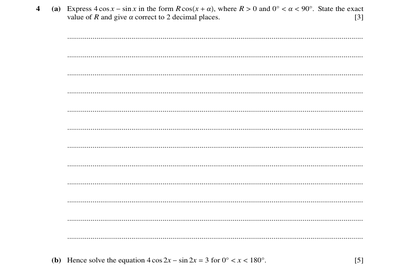 4 (a) Express 4 cos x − sin x in the form R cos(x + α), where R > 0 and 0° < α < 90°. State the exact
value of R and give α correct to 2 decimal places. [3]
(b) Hence solve the equation 4 cos 2x − sin 2x = 3 for 0° < x < 180°. [5]